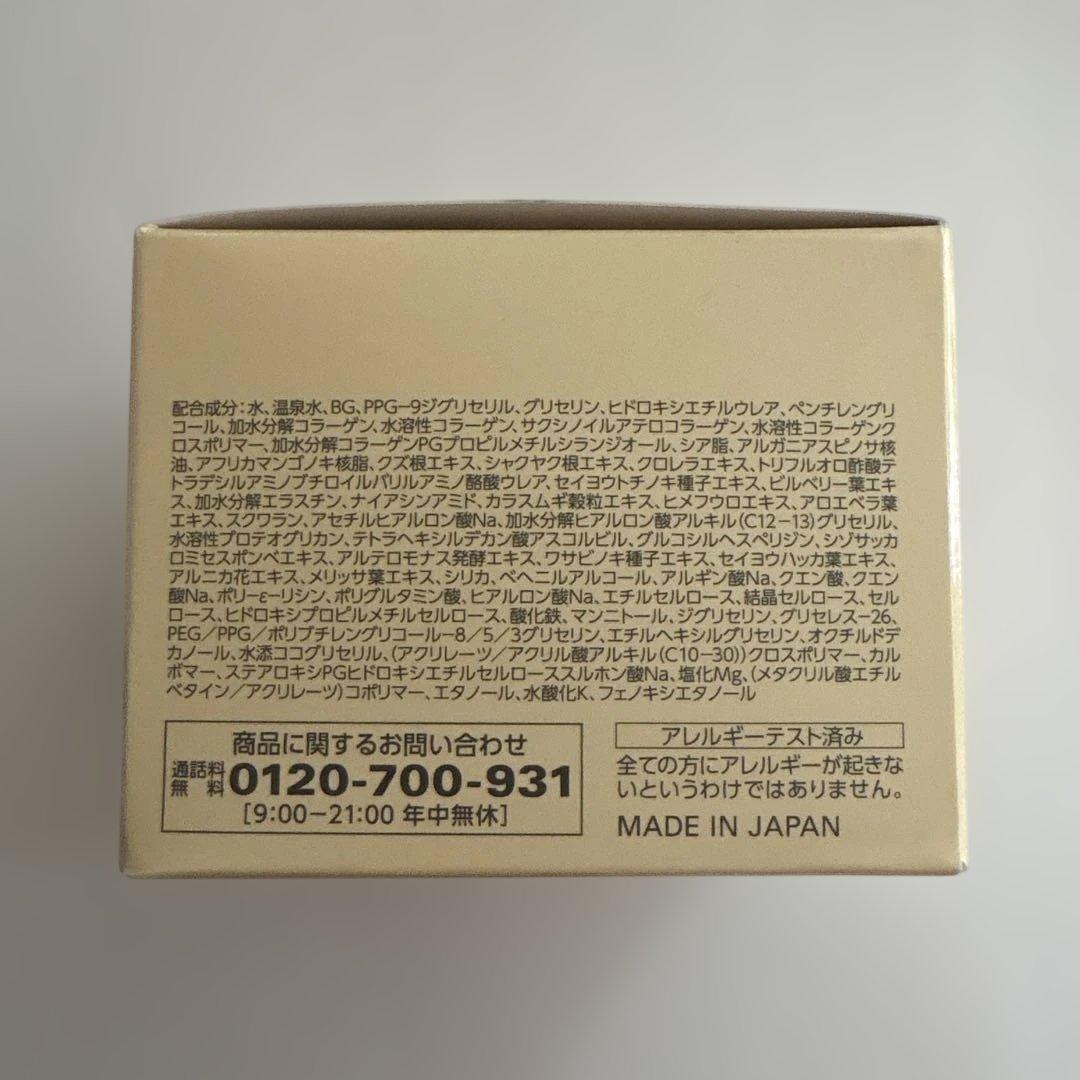 配合成分：水、温泉水、BG、PPG−9ジグリセリル、グリセリン、ヒドロキシエチルウレア、ペンチレングリ
コール、加水分解コラーゲン、水溶性コラーゲン、サクシノイルアテロコラーゲン、水溶性コラーゲンク
ロスポリマー、加水分解コラーゲンPGプロピルメチルシランジオール、シア脂、アルガニアスピノサ核
油、アフリカマンゴノキ核脂、クズ根エキス、シャクヤク根エキス、クロレラエキス、トリフルオロ酢酸テ
トラデシルアミノブチロイルバリルアミノ酪酸ウレア、セイヨウトチノキ種子エキス、ビルベリー葉エキ
ス、加水分解エラスチン、ナイアシンアミド、カラスムギ穀粒エキス、ヒメフウロエキス、アロエベラ葉
エキス、スクワラン、アセチルヒアルロン酸Na、加水分解ヒアルロン酸アルキル(C12−13)グリセリル、
水溶性プロテオグリカン、テトラヘキシルデカン酸アスコルビル、グルコシルヘスペリジン、シゾサッカ
ロミセスポンベエキス、アルテロモナス発酵エキス、ワサビノキ種子エキス、セイヨウハッカ葉エキス、
アルニカ花エキス、メリッサ葉エキス、シリカ、ベヘニルアルコール、アルギン酸Na、クエン酸、クエン
酸Na、ポリ−ε−リシン、ポリグルタミン酸、ヒアルロン酸Na、エチルセルロース、結晶セルロース、セル
ロース、ヒドロキシプロピルメチルセルロース、酸化鉄、マンニトール、ジグリセリン、グリセレス−26、
PEG／PPG／ポリブチレングリコール−8／5／3グリセリン、エチルヘキシルグリセリン、オクチルドデ
カノール、水添ココグリセリル、(アクリレーツ／アクリル酸アルキル(C10−30))クロスポリマー、カル
ボマー、ステアロキシPGヒドロキシエチルセルローススルホン酸Na、塩化Mg、(メタクリル酸エチル
ベタイン／アクリレーツ)コポリマー、エタノール、水酸化K、フェノキシエタノール
商品に関するお問い合わせ
通話料無料 0120-700-931
[9:00−21:00 年中無休]
アレルギーテスト済み
全ての方にアレルギーが起きな
いというわけではありません。
MADE IN JAPAN